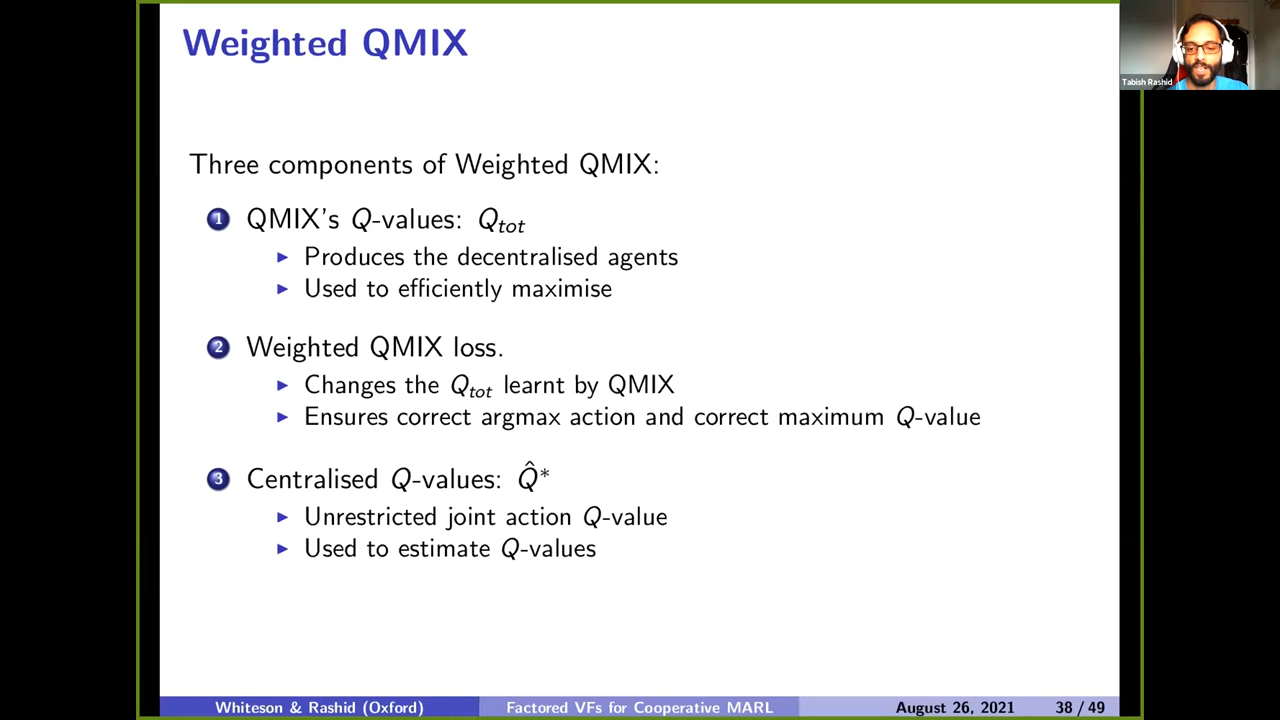 Weighted QMIX
Tabish Rashid
Three components of Weighted QMIX:
1 QMIX's Q-values: Q_tot
▶ Produces the decentralised agents
▶ Used to efficiently maximise
2 Weighted QMIX loss.
▶ Changes the Q_tot learnt by QMIX
▶ Ensures correct argmax action and correct maximum Q-value
3 Centralised Q-values: Q̂*
▶ Unrestricted joint action Q-value
▶ Used to estimate Q-values
Whiteson & Rashid (Oxford) Factored VFs for Cooperative MARL August 26, 2021 38 / 49